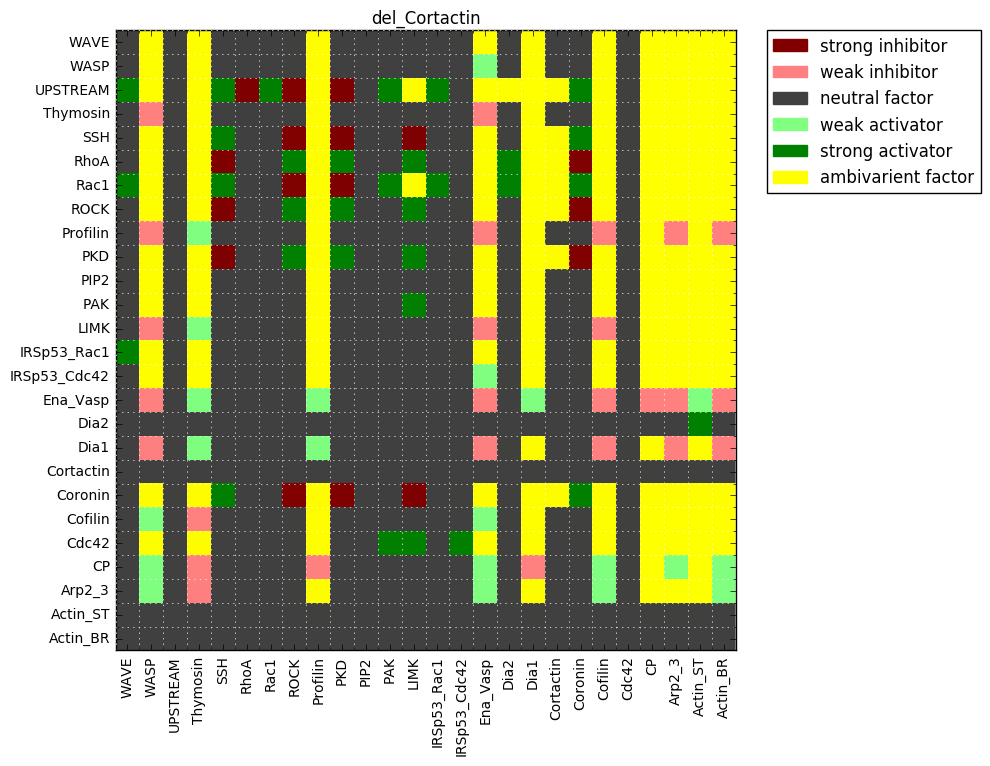 del_Cortactin
strong inhibitor
weak inhibitor
neutral factor
weak activator
strong activator
ambivarient factor
WAVE
WASP
UPSTREAM
Thymosin
SSH
RhoA
Rac1
ROCK
Profilin
PKD
PIP2
PAK
LIMK
IRSp53_Rac1
IRSp53_Cdc42
Ena_Vasp
Dia2
Dia1
Cortactin
Coronin
Cofilin
Cdc42
CP
Arp2_3
Actin_ST
Actin_BR
WAVE
WASP
UPSTREAM
Thymosin
SSH
RhoA
Rac1
ROCK
Profilin
PKD
PIP2
PAK
LIMK
IRSp53_Rac1
IRSp53_Cdc42
Ena_Vasp
Dia2
Dia1
Cortactin
Coronin
Cofilin
Cdc42
CP
Arp2_3
Actin_ST
Actin_BR